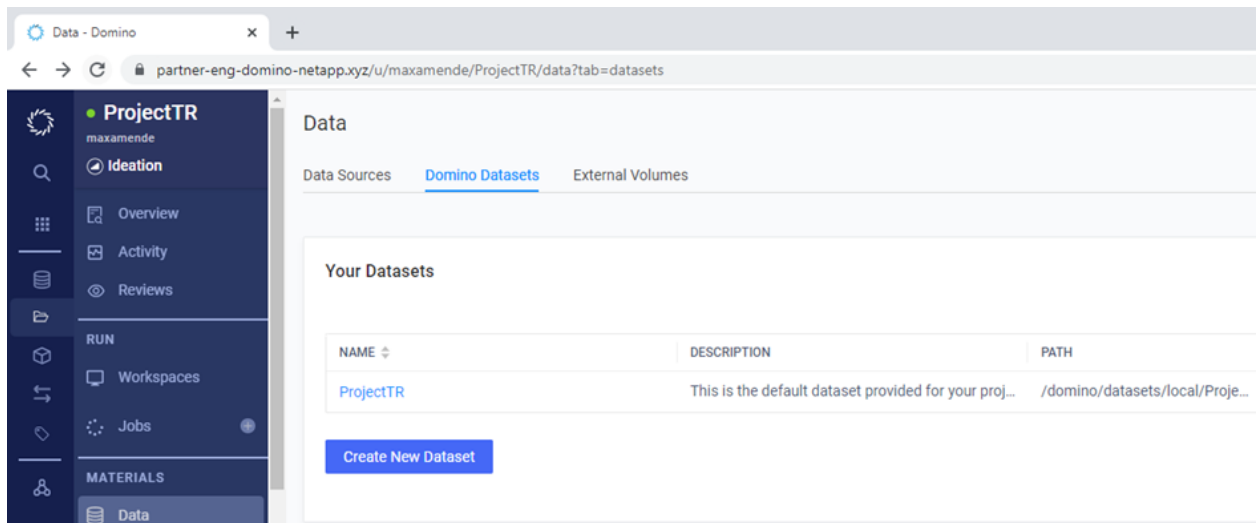 Data - Domino
partner-eng-domino-netapp.xyz/u/maxamende/ProjectTR/data?tab=datasets
ProjectTR
maxamende
Ideation
Overview
Activity
Reviews
RUN
Workspaces
Jobs
MATERIALS
Data
Data
Data Sources Domino Datasets External Volumes
Your Datasets
NAME DESCRIPTION PATH
ProjectTR This is the default dataset provided for your proj... /domino/datasets/local/Proje...
Create New Dataset